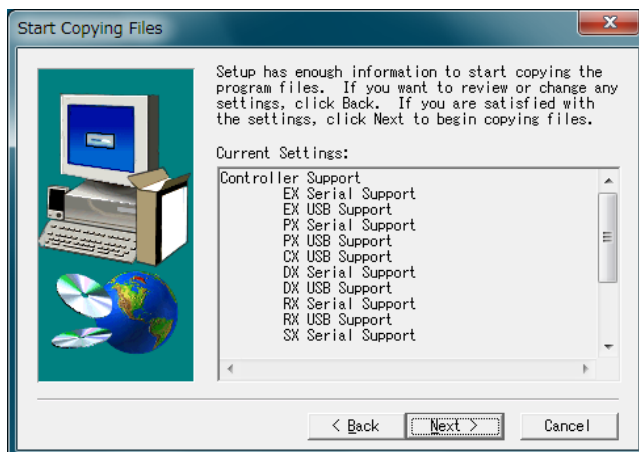 Start Copying Files
Setup has enough information to start copying the
program files.  If you want to review or change any
settings, click Back.  If you are satisfied with
the settings, click Next to begin copying files.
Current Settings:
Controller Support
EX Serial Support
EX USB Support
PX Serial Support
PX USB Support
CX USB Support
DX Serial Support
DX USB Support
RX Serial Support
RX USB Support
SX Serial Support
< Back
Next >
Cancel